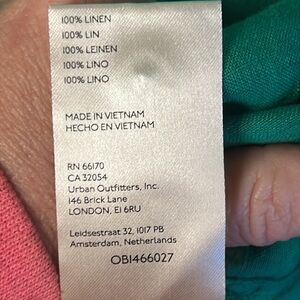 100% LINEN
100% LIN
100% LEINEN
100% LINO
100% LINO
MADE IN VIETNAM
HECHO EN VIETNAM
RN 66170
CA 32054
Urban Outfitters, Inc.
146 Brick Lane
LONDON, E1 6RU
Leidsestraat 32, 1017 PB
Amsterdam, Netherlands
OB1466027